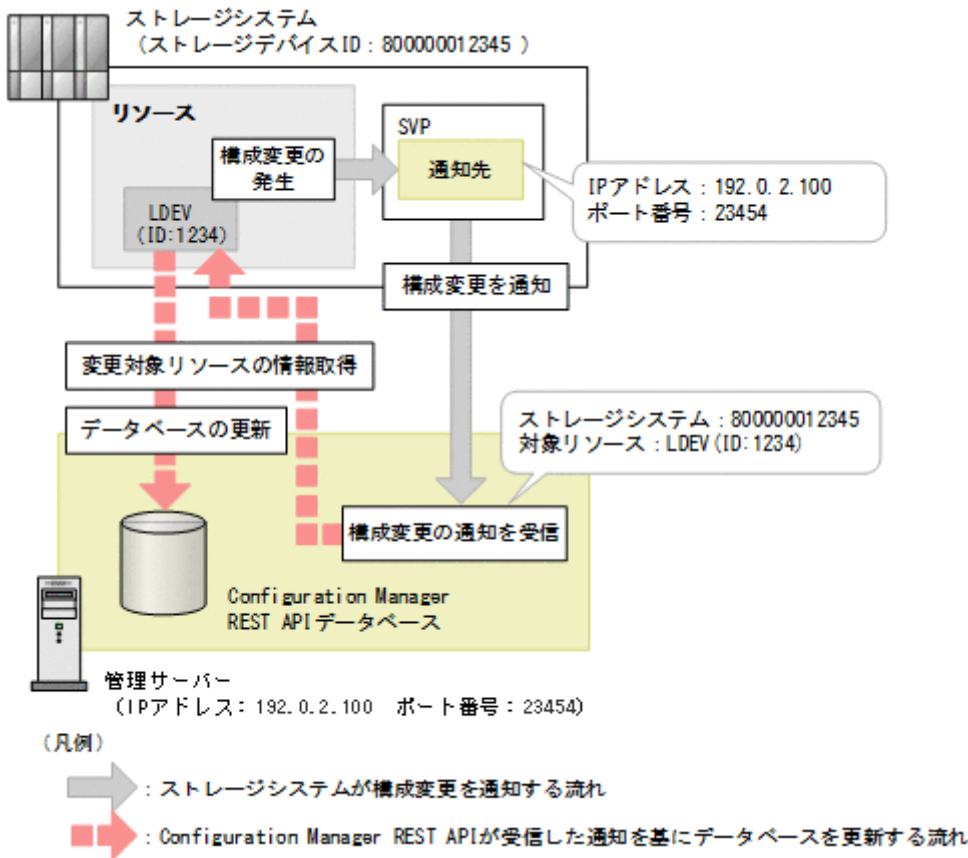 ストレージシステム
（ストレージデバイスID：800000012345 ）
リソース
構成変更の
発生
SVP
通知先
IPアドレス：192.0.2.100
ポート番号：23454
LDEV
(ID:1234)
構成変更を通知
変更対象リソースの情報取得
データベースの更新
ストレージシステム：800000012345
対象リソース：LDEV(ID:1234)
構成変更の通知を受信
Configuration Manager
REST APIデータベース
管理サーバー
（IPアドレス：192.0.2.100　ポート番号：23454）
（凡例）
：ストレージシステムが構成変更を通知する流れ
：Configuration Manager REST APIが受信した通知を基にデータベースを更新する流れ